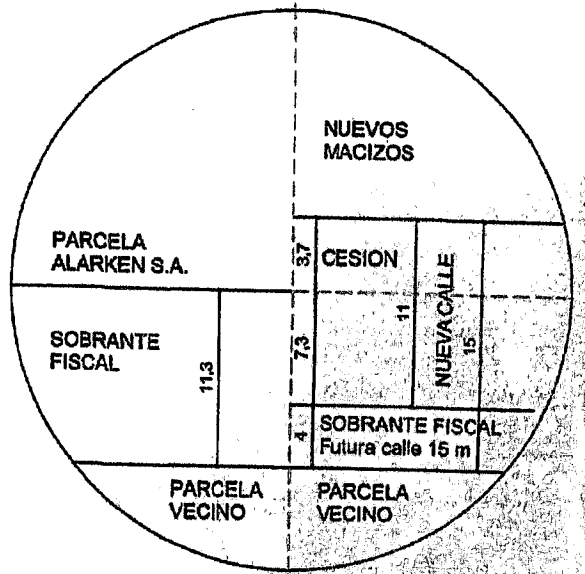 NUEVOS
MACIZOS
PARCELA
ALARKEN S.A.
3,7
CESION
11
NUEVA CALLE
15
SOBRANTE
FISCAL
11,3
7,3
4
SOBRANTE FISCAL
Futura calle 15 m
PARCELA
VECINO
PARCELA
VECINO